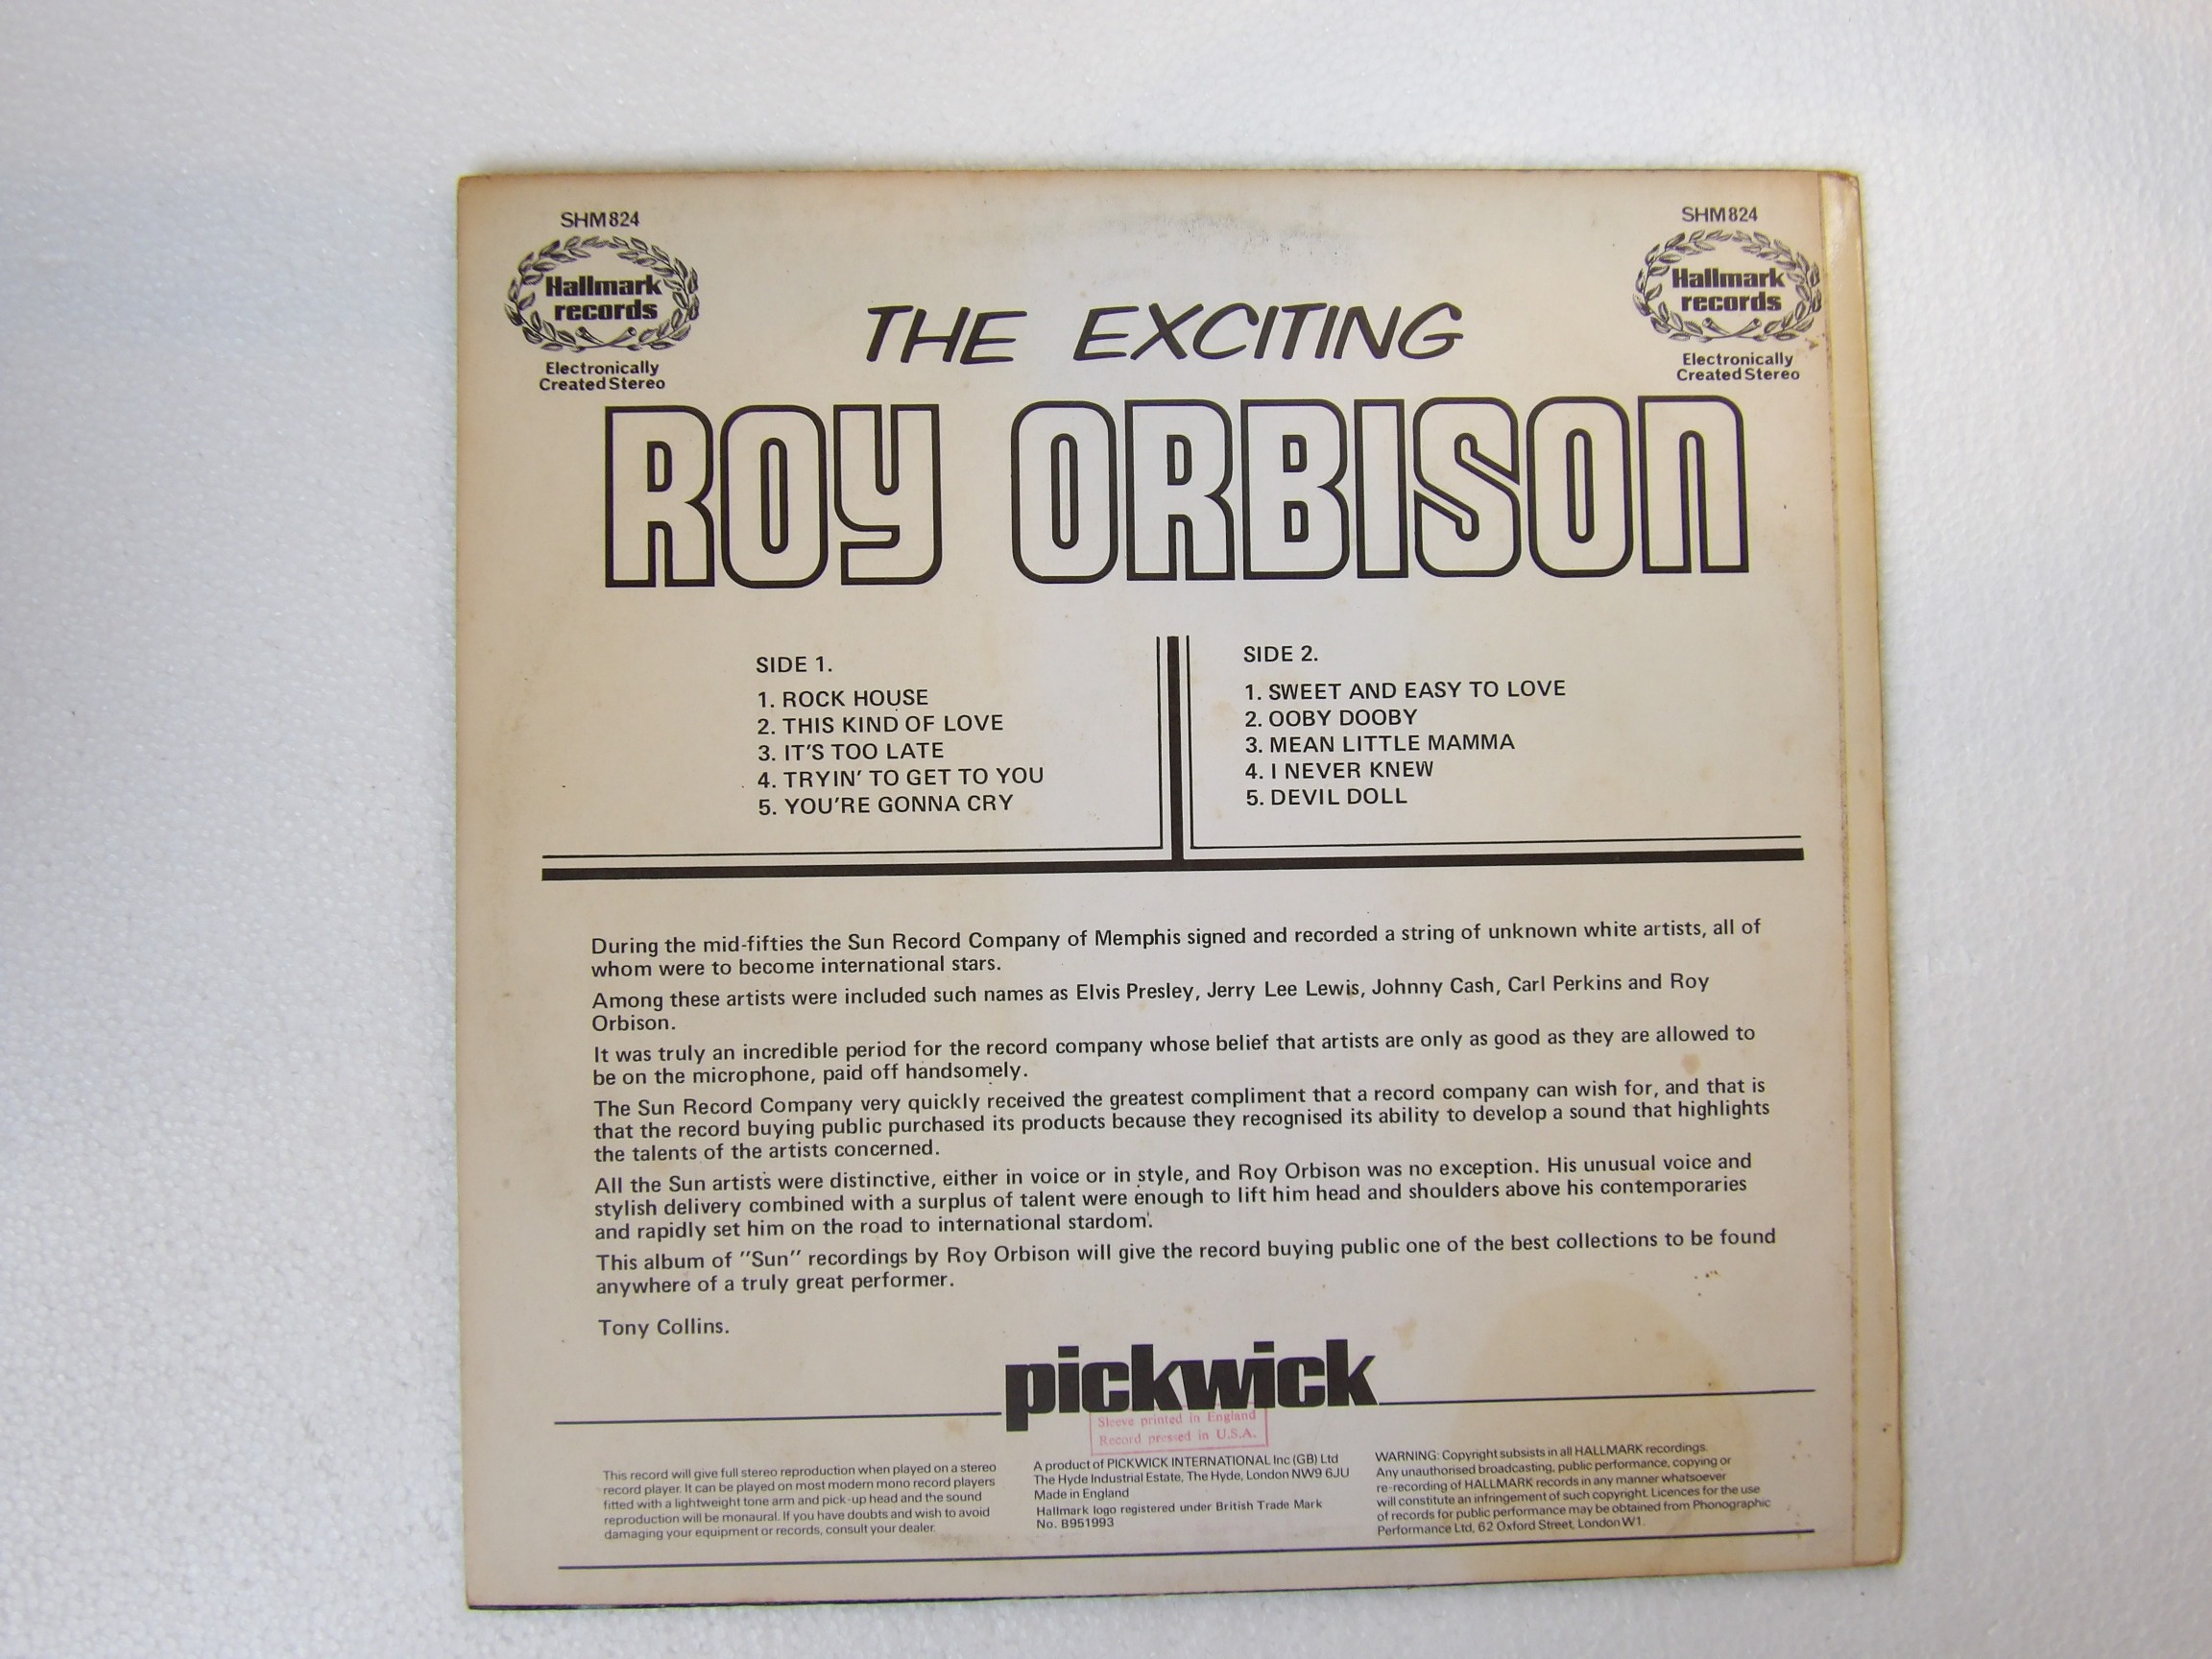 SHM824
Hallmark
records
Electronically
Created Stereo
SHM824
Hallmark
records
Electronically
Created Stereo
THE EXCITING
ROY ORBISON
SIDE 1.
1. ROCK HOUSE
2. THIS KIND OF LOVE
3. IT'S TOO LATE
4. TRYIN' TO GET TO YOU
5. YOU'RE GONNA CRY
SIDE 2.
1. SWEET AND EASY TO LOVE
2. OOBY DOOBY
3. MEAN LITTLE MAMMA
4. I NEVER KNEW
5. DEVIL DOLL
During the mid-fifties the Sun Record Company of Memphis signed and recorded a string of unknown white artists, all of
whom were to become international stars.
Among these artists were included such names as Elvis Presley, Jerry Lee Lewis, Johnny Cash, Carl Perkins and Roy
Orbison.
It was truly an incredible period for the record company whose belief that artists are only as good as they are allowed to
be on the microphone, paid off handsomely.
The Sun Record Company very quickly received the greatest compliment that a record company can wish for, and that is
that the record buying public purchased its products because they recognised its ability to develop a sound that highlights
the talents of the artists concerned.
All the Sun artists were distinctive, either in voice or in style, and Roy Orbison was no exception. His unusual voice and
stylish delivery combined with a surplus of talent were enough to lift him head and shoulders above his contemporaries
and rapidly set him on the road to international stardom.
This album of "Sun" recordings by Roy Orbison will give the record buying public one of the best collections to be found
anywhere of a truly great performer.
Tony Collins.
pickwick
Sleeve printed in England
Record pressed in U.S.A.
This record will give full stereo reproduction when played on a stereo
record player. It can be played on most modern mono record players
fitted with a lightweight tone arm and pick-up head and the sound
reproduction will be monaural. If you have doubts and wish to avoid
damaging your equipment or records, consult your dealer.
A product of PICKWICK INTERNATIONAL Inc (GB) Ltd
The Hyde Industrial Estate, The Hyde, London NW9 6JU
Made in England
Hallmark logo registered under British Trade Mark
No. B951993
WARNING: Copyright subsists in all HALLMARK recordings.
Any unauthorised broadcasting, public performance, copying or
re-recording of HALLMARK records in any manner whatsoever
will constitute an infringement of such copyright. Licences for the use
of records for public performance may be obtained from Phonographic
Performance Ltd, 62 Oxford Street, London W1.